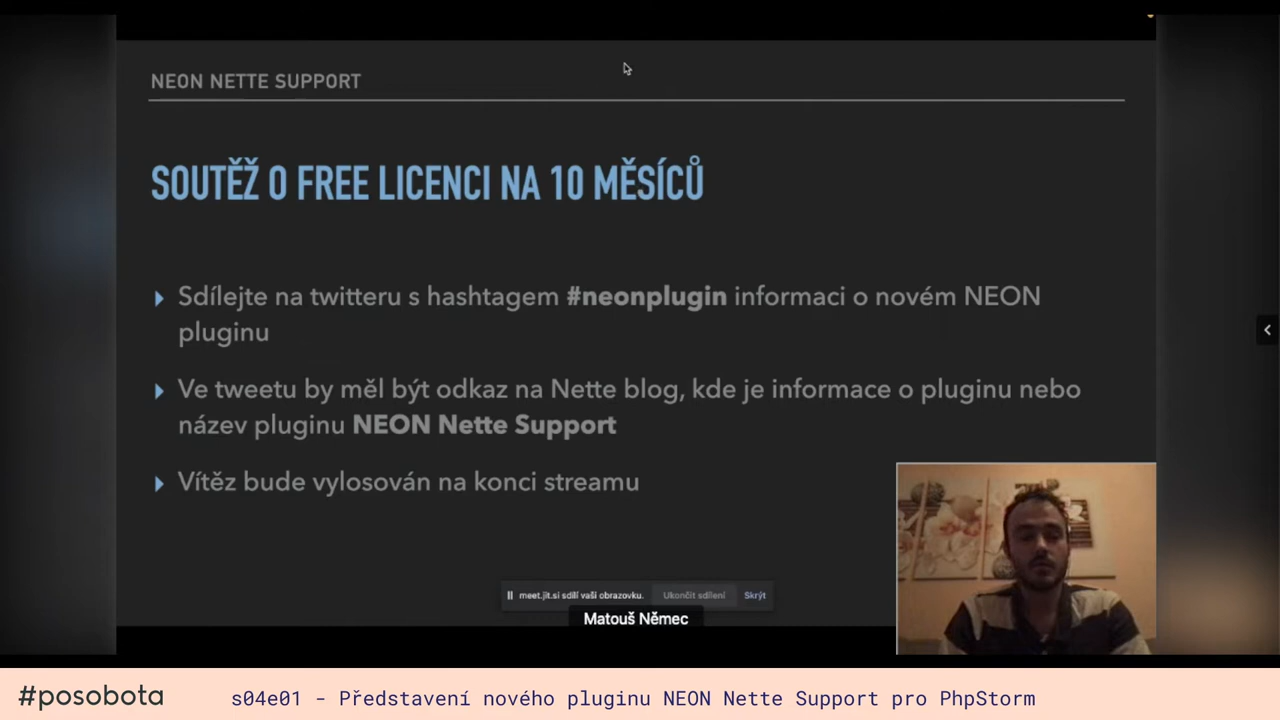 NEON NETTE SUPPORT
SOUTĚŽ O FREE LICENCI NA 10 MĚSÍCŮ
Sdílejte na twitteru s hashtagem #neonplugin informaci o novém NEON
pluginu
Ve tweetu by měl být odkaz na Nette blog, kde je informace o pluginu nebo
název pluginu NEON Nette Support
Vítěz bude vylosován na konci streamu
meet.jit.si sdílí vaši obrazovku. Ukončit sdílení Skrýt
Matouš Němec
#posobota s04e01 - Představení nového pluginu NEON Nette Support pro PhpStorm